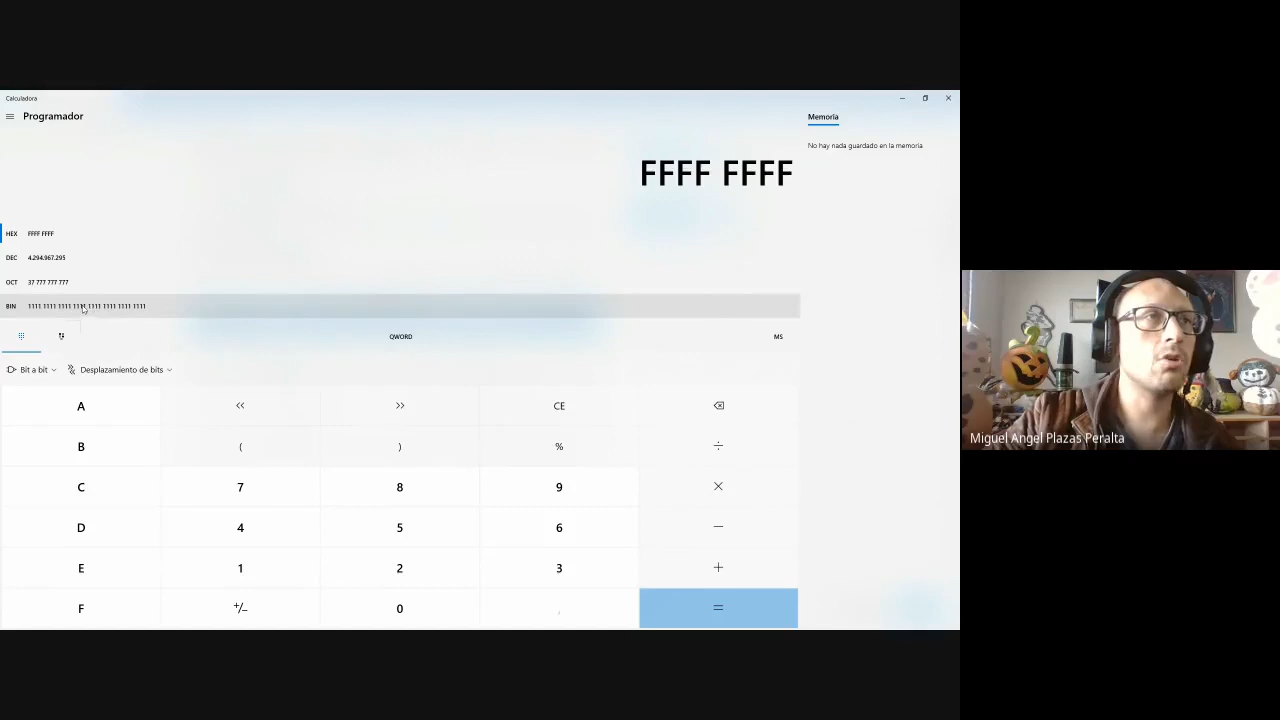 Calculadora
Programador
Memoria
No hay nada guardado en la memoria
FFFF FFFF
HEX FFFF FFFF
DEC 4.294.967.295
OCT 37 777 777 777
BIN 1111 1111 1111 1111 1111 1111 1111 1111
QWORD MS
Bit a bit Desplazamiento de bits
A << >> CE
B ( ) % ÷
C 7 8 9 ×
D 4 5 6 −
E 1 2 3 +
F +/− 0 , =
Miguel Angel Plazas Peralta